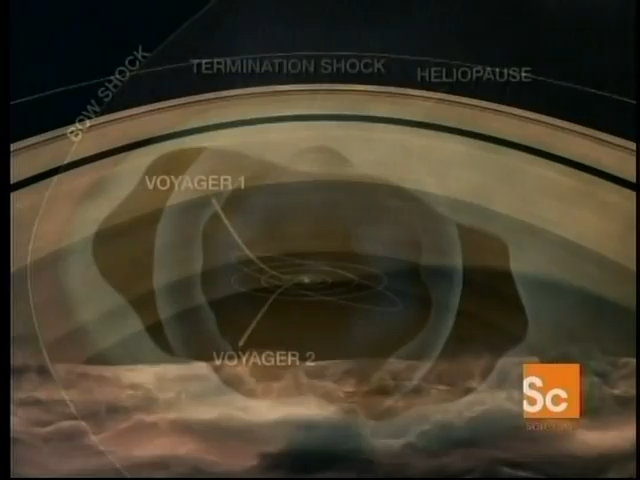 BOW SHOCK
TERMINATION SHOCK
HELIOPAUSE
VOYAGER 1
VOYAGER 2
Sc